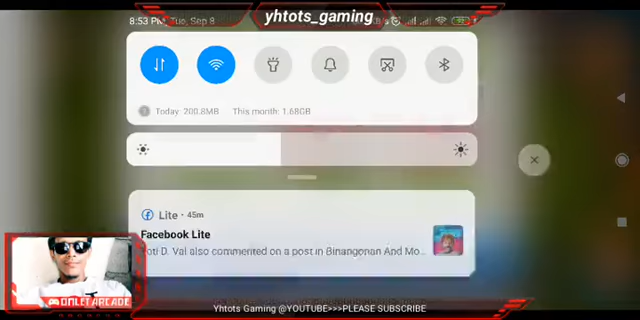 yhtots_gaming
8:53 PM, Tue, Sep 8
Today: 200.8MB This month: 1.68GB
Lite • 45m
Facebook Lite
D. Val also commented on a post in Binangonan And Mo...
OMLET ARCADE
Yhtots Gaming @YOUTUBE>>>PLEASE SUBSCRIBE